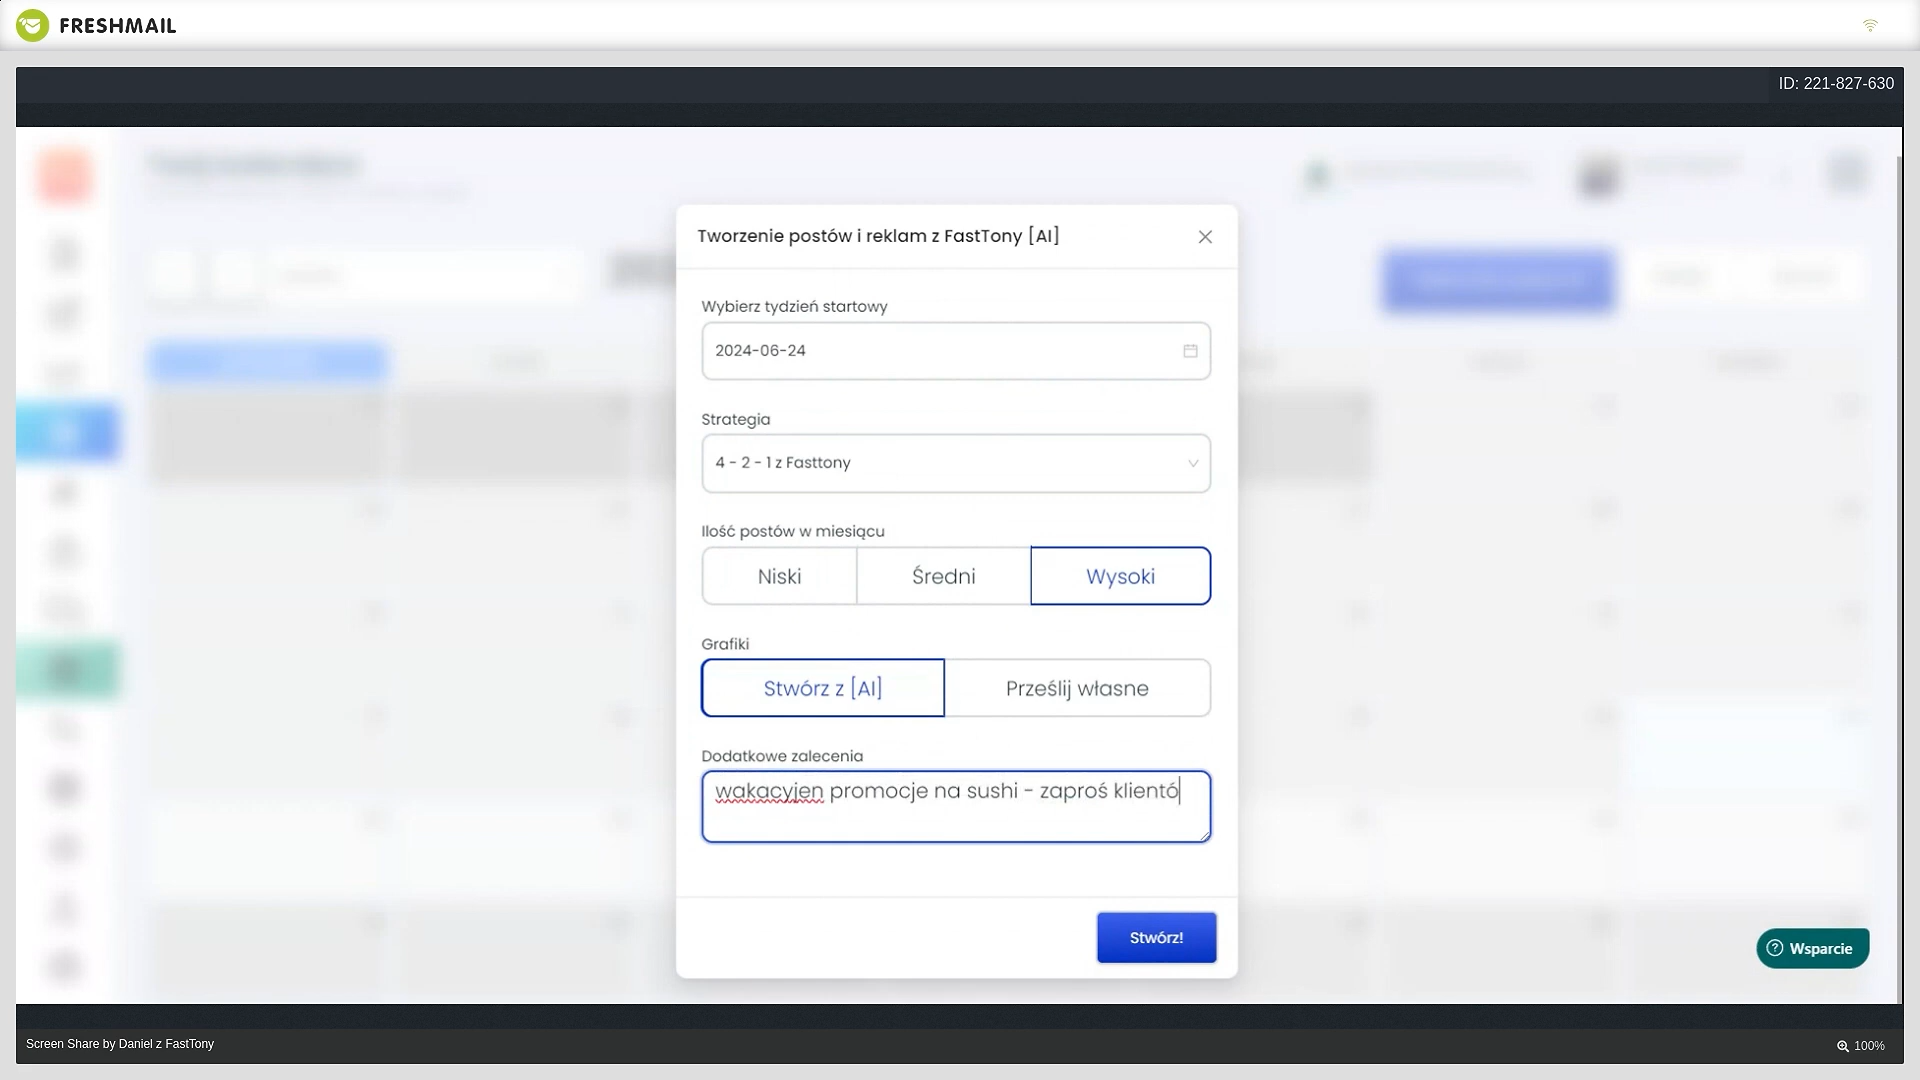 FRESHMAIL
ID: 221-827-630
Tworzenie postów i reklam z FastTony [AI]
Wybierz tydzień startowy
2024-06-24
Strategia
4 - 2 - 1 z Fasttony
Ilość postów w miesiącu
Niski
Średni
Wysoki
Grafiki
Stwórz z [AI]
Prześlij własne
Dodatkowe zalecenia
wakacyjen promocje na sushi - zaproś klientó
Stwórz!
Wsparcie
Screen Share by Daniel z FastTony
100%